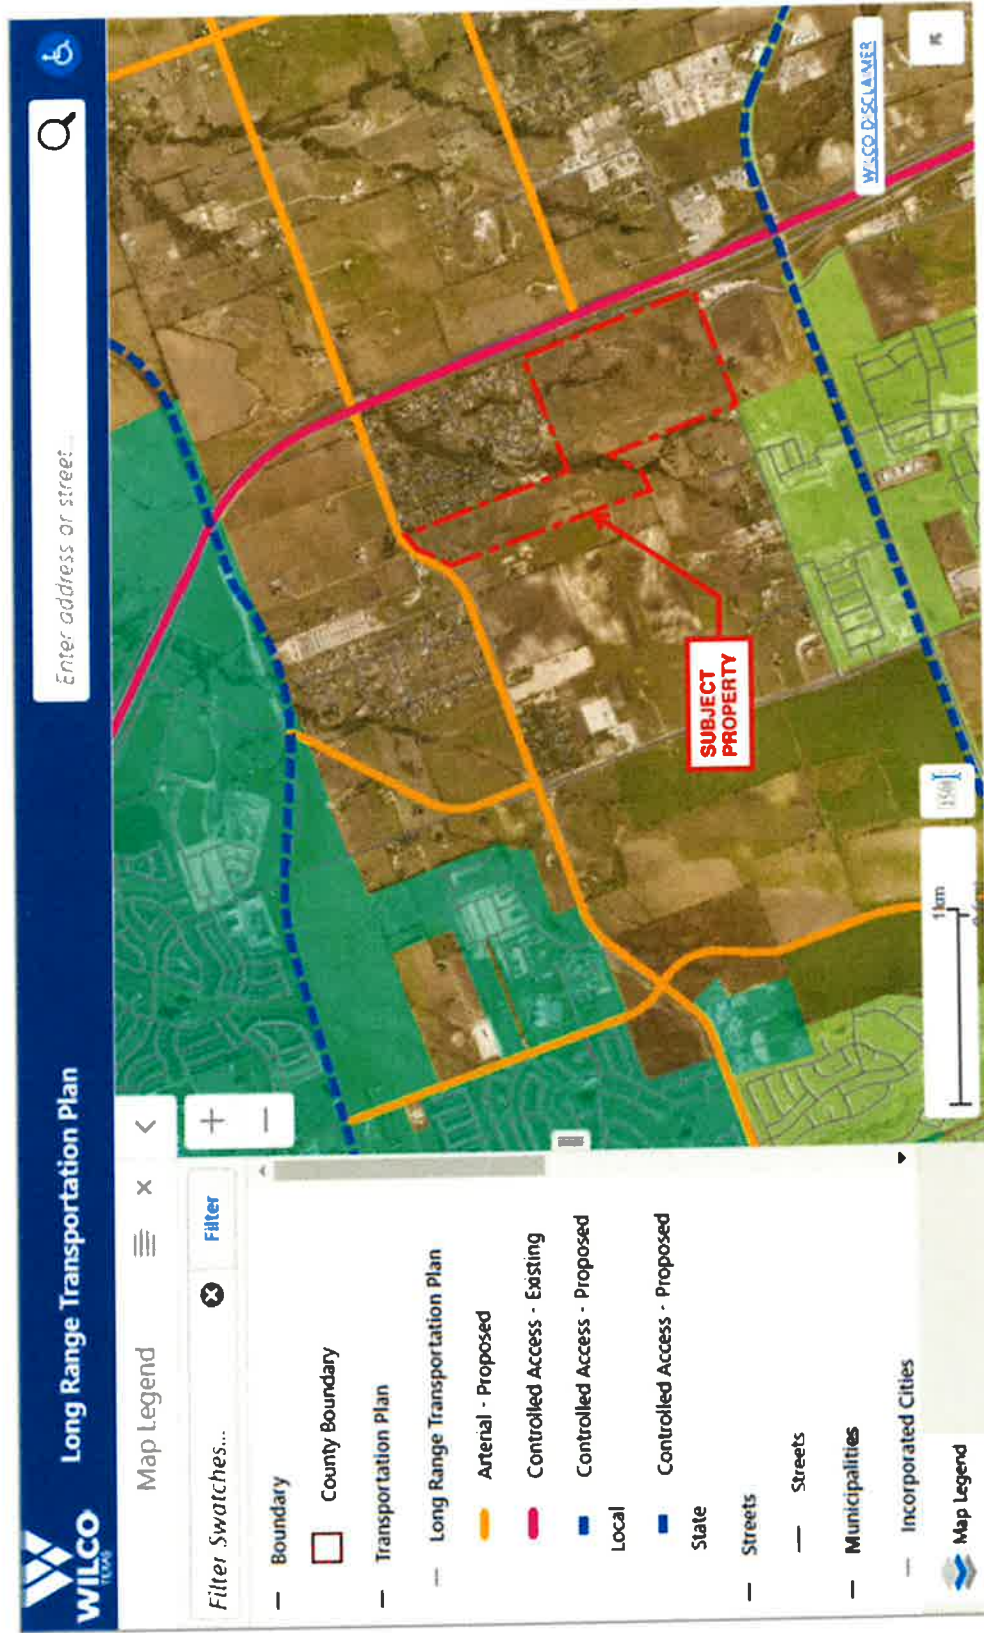 WILCO
TEXAS
Long Range Transportation Plan
Enter address or street...
Map Legend
Filter Swatches...
Filter
Boundary
County Boundary
Transportation Plan
Long Range Transportation Plan
Arterial - Proposed
Controlled Access - Existing
Controlled Access - Proposed
Local
Controlled Access - Proposed
State
Streets
Streets
Municipalities
Incorporated Cities
Map Legend
SUBJECT
PROPERTY
1 km
WILCO DISCLAIMER